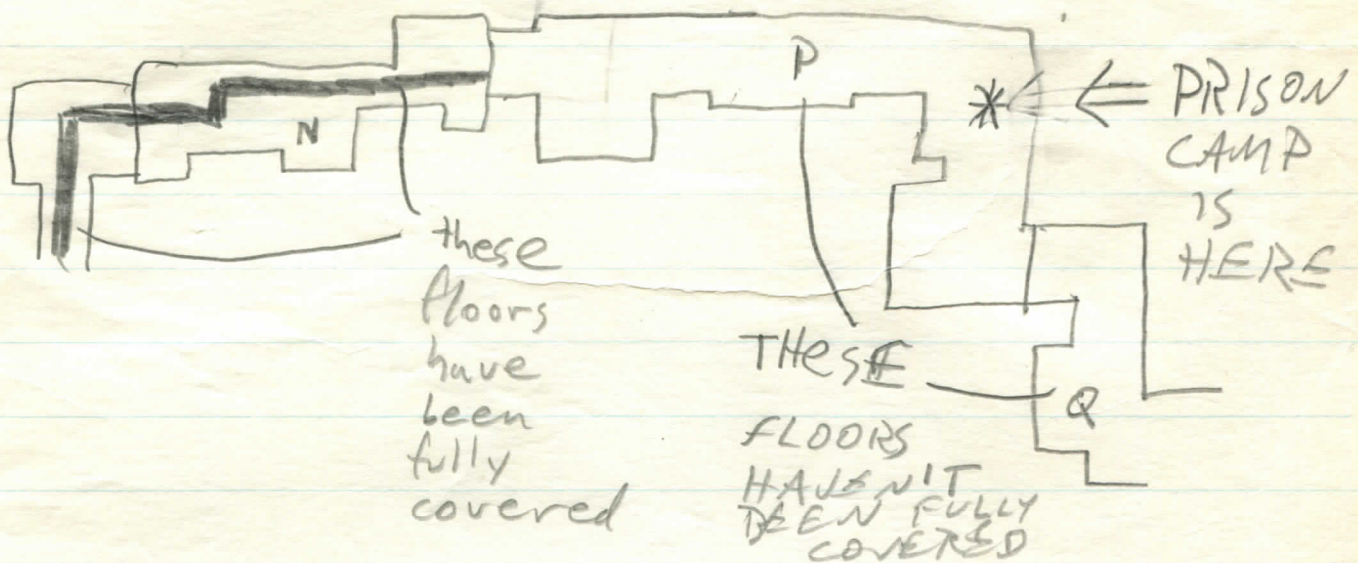 P
N
*
← PRISON
CAMP
IS
HERE
these
floors
have
been
fully
covered
THESE
FLOORS
HAVEN'T
BEEN FULLY
COVERED
Q